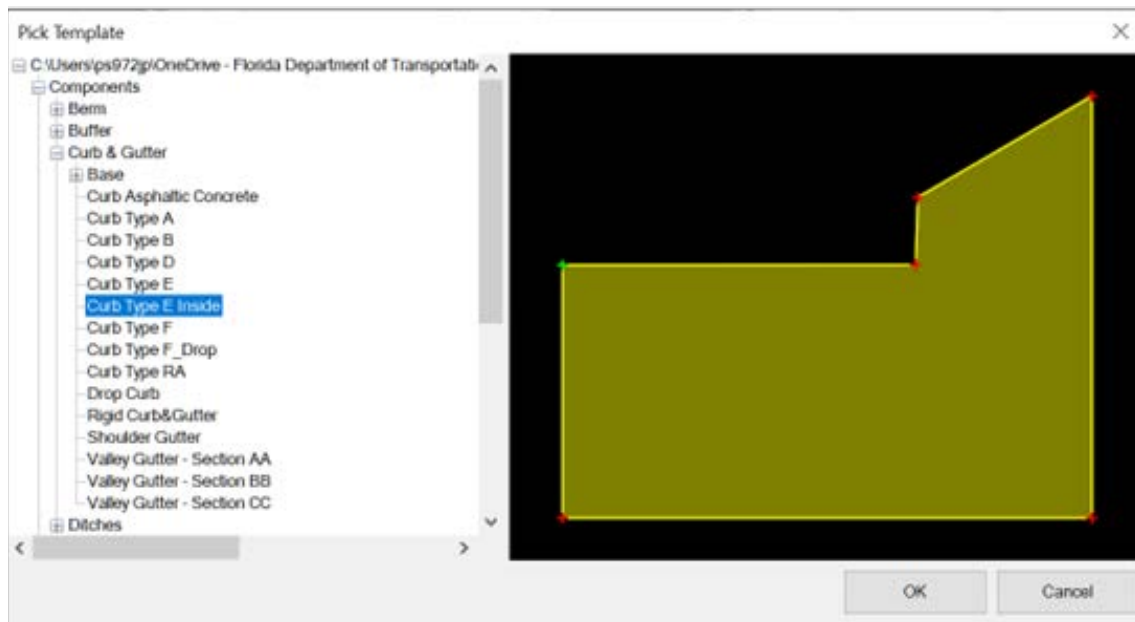 Pick Template
C:\Users\ps972jp\OneDrive - Florida Department of Transportati
Components
Berm
Buffer
Curb & Gutter
Base
Curb Asphaltic Concrete
Curb Type A
Curb Type B
Curb Type D
Curb Type E
Curb Type E Inside
Curb Type F
Curb Type F_Drop
Curb Type RA
Drop Curb
Rigid Curb&Gutter
Shoulder Gutter
Valley Gutter - Section AA
Valley Gutter - Section BB
Valley Gutter - Section CC
Ditches
OK Cancel